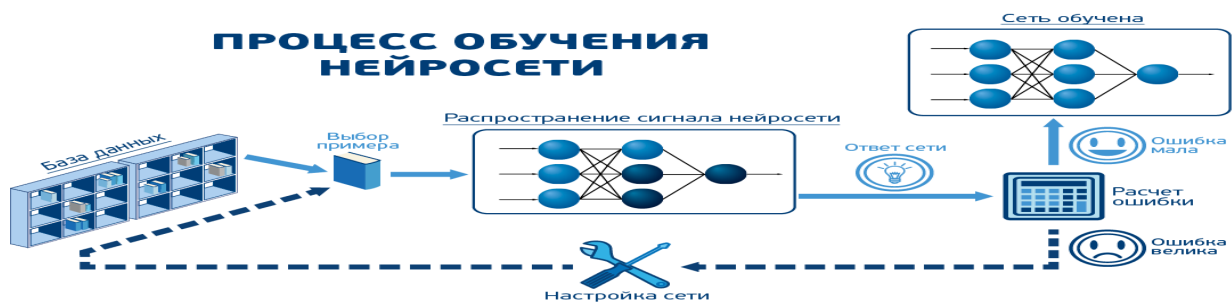 ПРОЦЕСС ОБУЧЕНИЯ
НЕЙРОСЕТИ
База данных
Выбор
примера
Распространение сигнала нейросети
Ответ сети
Сеть обучена
Ошибка
мала
Расчет
ошибки
Ошибка
велика
Настройка сети